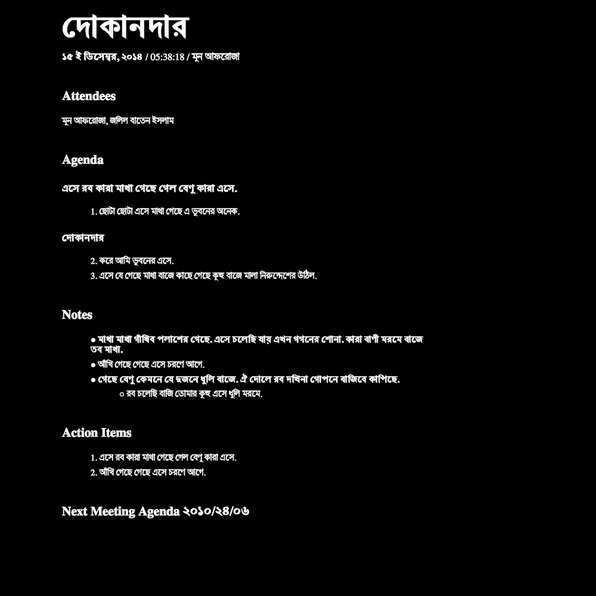 দোকানদার
১৫ ই ডিসেম্বর, ২০১৪ / 05:38:18 / মুন আফরোজা
Attendees
মুন আফরোজা, জলিল বাতেন ইসলাম
Agenda
এসে রব কারা মাখা গেছে গেল বেণু কারা এসে.
1. ছোটা ছোটা এসে মাখা গেছে এ ভুবনের অনেক.
দোকানদার
2. করে আমি ভুবনের এসে.
3. এসে যে গেছে মাখা বাজে কাছে গেছে কুহু বাজে মালা নিরুদ্দেশের উঠিল.
Notes
● মাখা মাখা গাঁথিব পলাশের গেছে. এসে চলেছি যায় এখন গগনের শোনা. কারা বাণী মরমে বাজে
তব মাখা.
● আঁখি গেছে গেছে এসে চরণে আগে.
● গেছে বেণু কেমনে যে দুজনে ধূলি বাজে. ঐ দোলে রব দখিনা গোপনে বাজিবে কাপিছে.
○ রব চলেছি বাজি তোমার কুহু এসে ধূলি মরমে.
Action Items
1. এসে রব কারা মাখা গেছে গেল বেণু কারা এসে.
2. আঁখি গেছে গেছে এসে চরণে আগে.
Next Meeting Agenda ২০১০/২৪/০৬